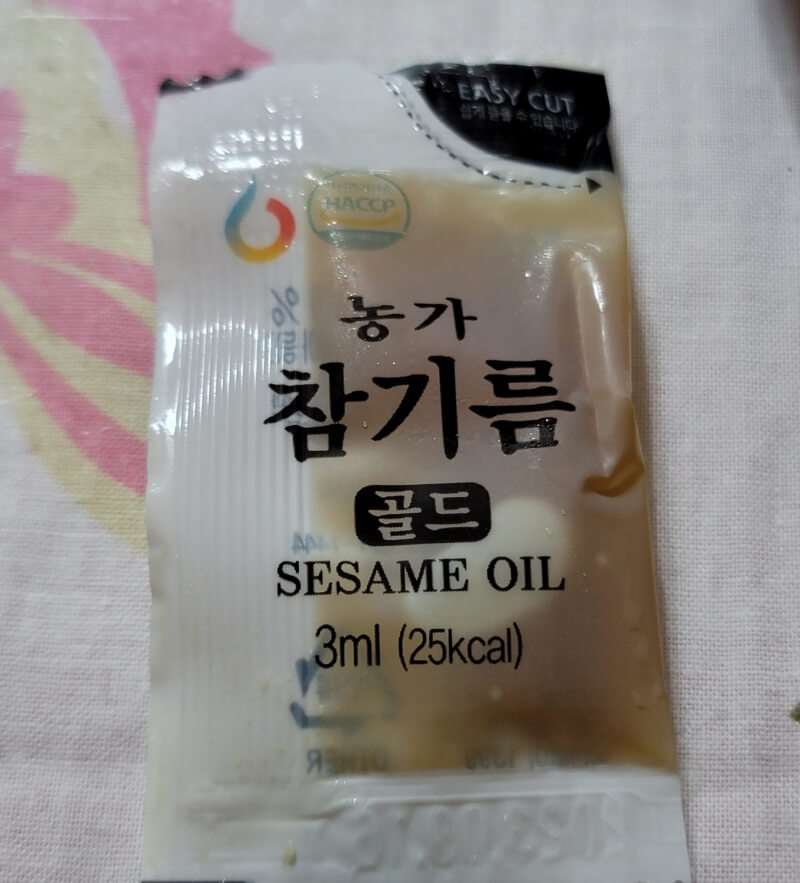 EASY CUT
쉽게 뜯을 수 있습니다
HACCP
농가
참기름
골드
SESAME OIL
3ml (25kcal)
OTHER